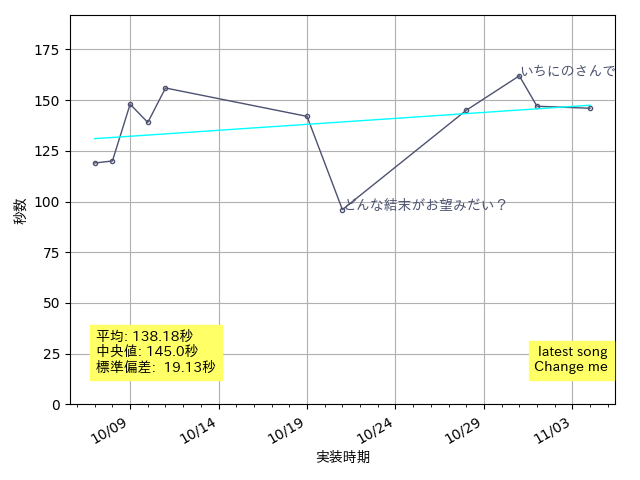 175
150
125
100
75
50
25
0
秒数
いちにのさんで
どんな結末がお望みだい？
平均: 138.18秒
中央値: 145.0秒
標準偏差:  19.13秒
latest song
Change me
10/09
10/14
10/19
10/24
10/29
11/03
実装時期